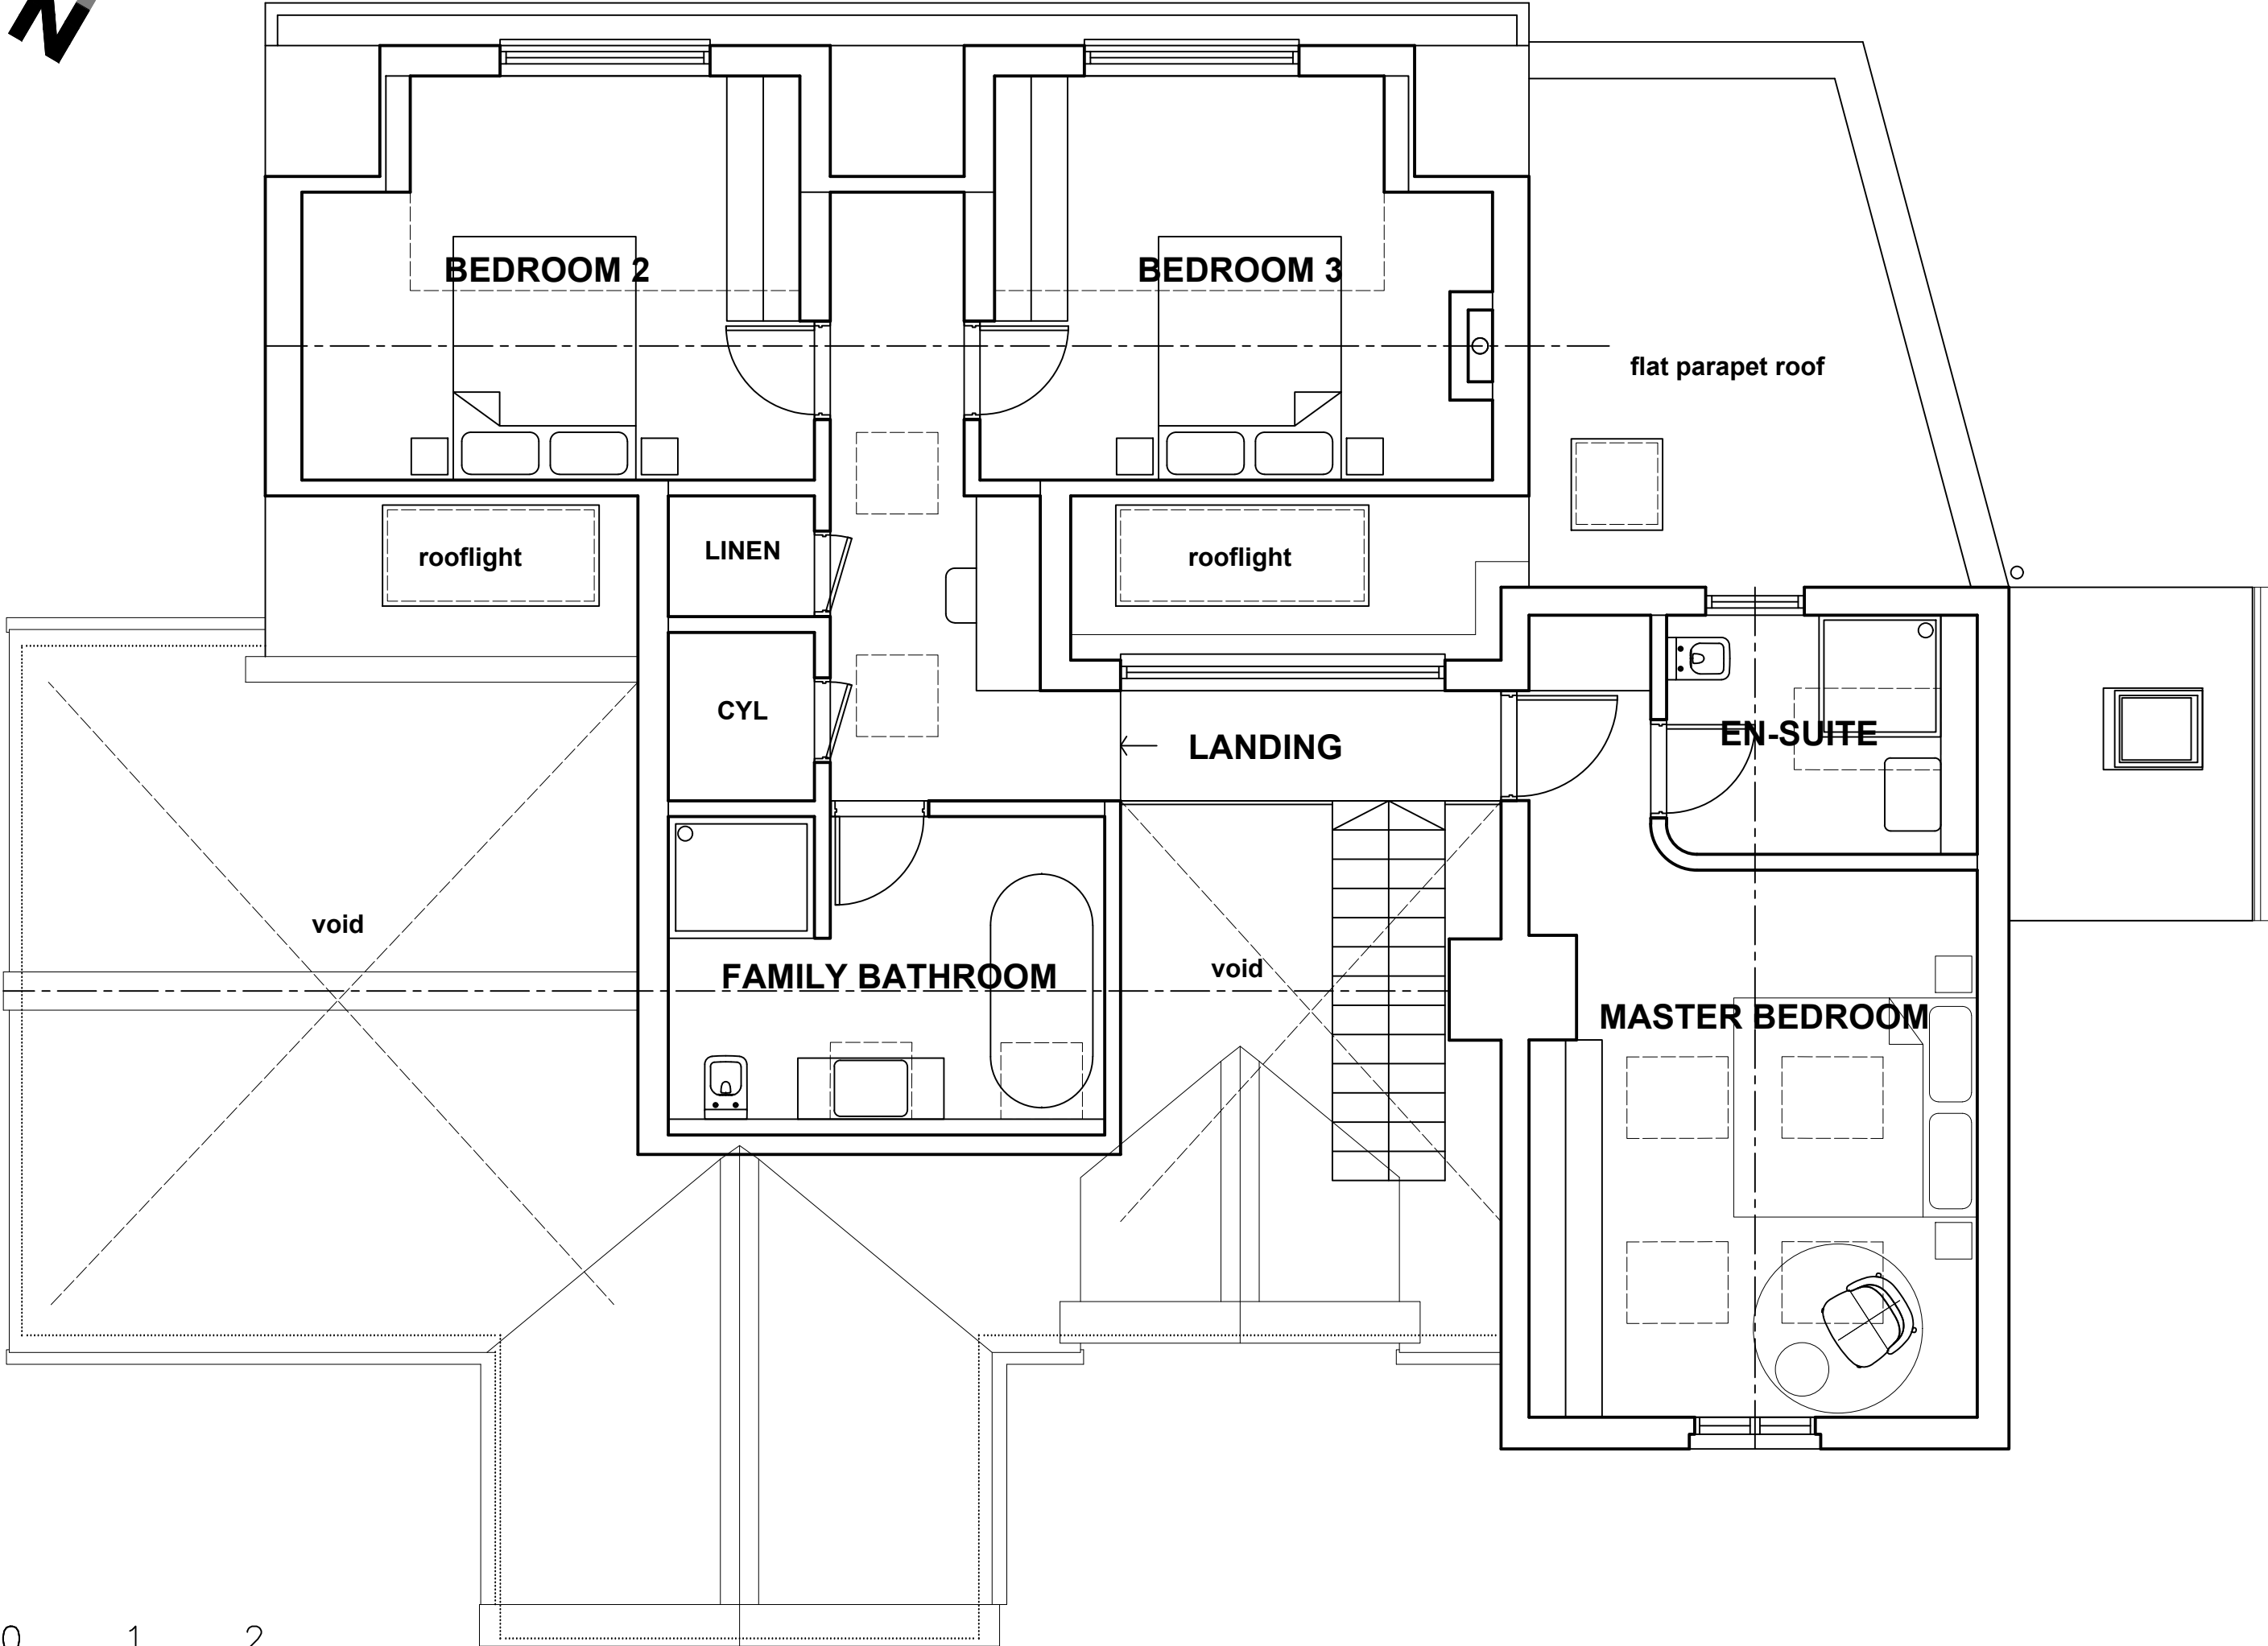 N
BEDROOM 2
BEDROOM 3
flat parapet roof
LINEN
rooflight
rooflight
CYL
EN-SUITE
LANDING
void
void
FAMILY BATHROOM
MASTER BEDROOM
0 1 2